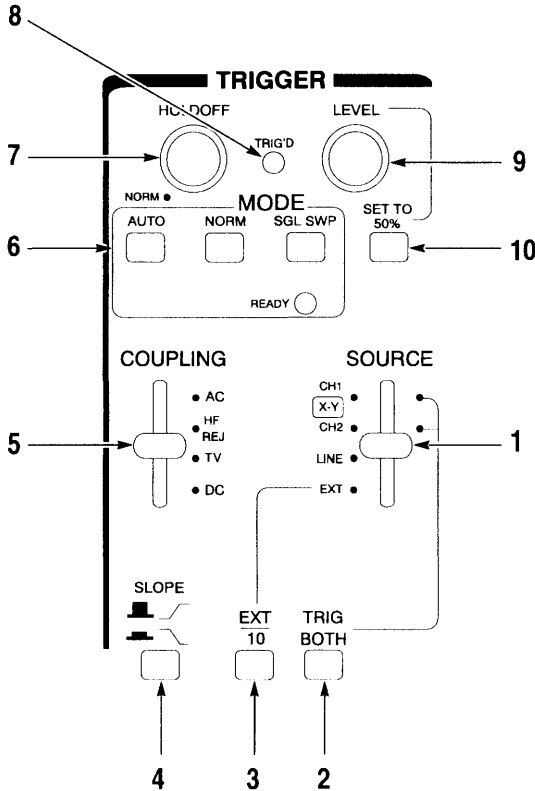 8
TRIGGER
HOLDOFF
LEVEL
TRIG'D
7
9
NORM
MODE
AUTO
NORM
SGL SWP
SET TO
50%
6
10
READY
COUPLING
SOURCE
AC
HF
REJ
TV
DC
5
CH1
X-Y
CH2
LINE
EXT
1
SLOPE
EXT
10
TRIG
BOTH
4
3
2